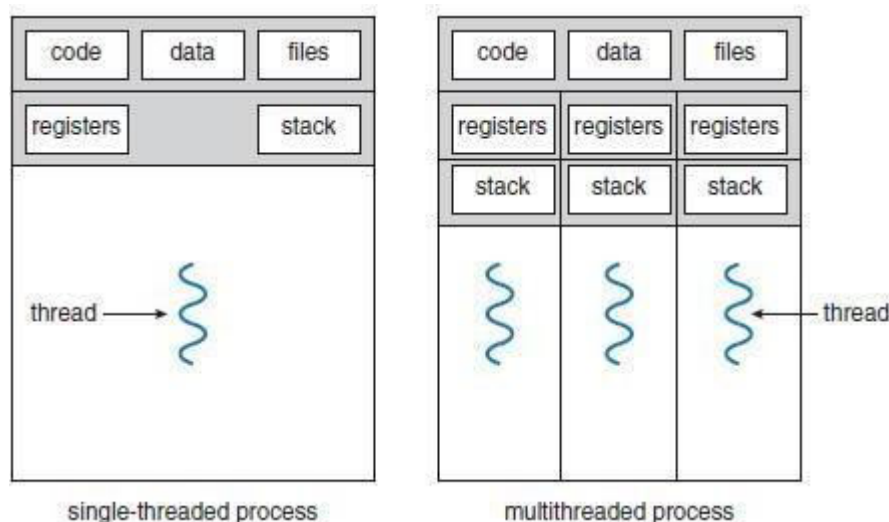 code data files
registers stack
thread
single-threaded process
code data files
registers registers registers
stack stack stack
thread
multithreaded process